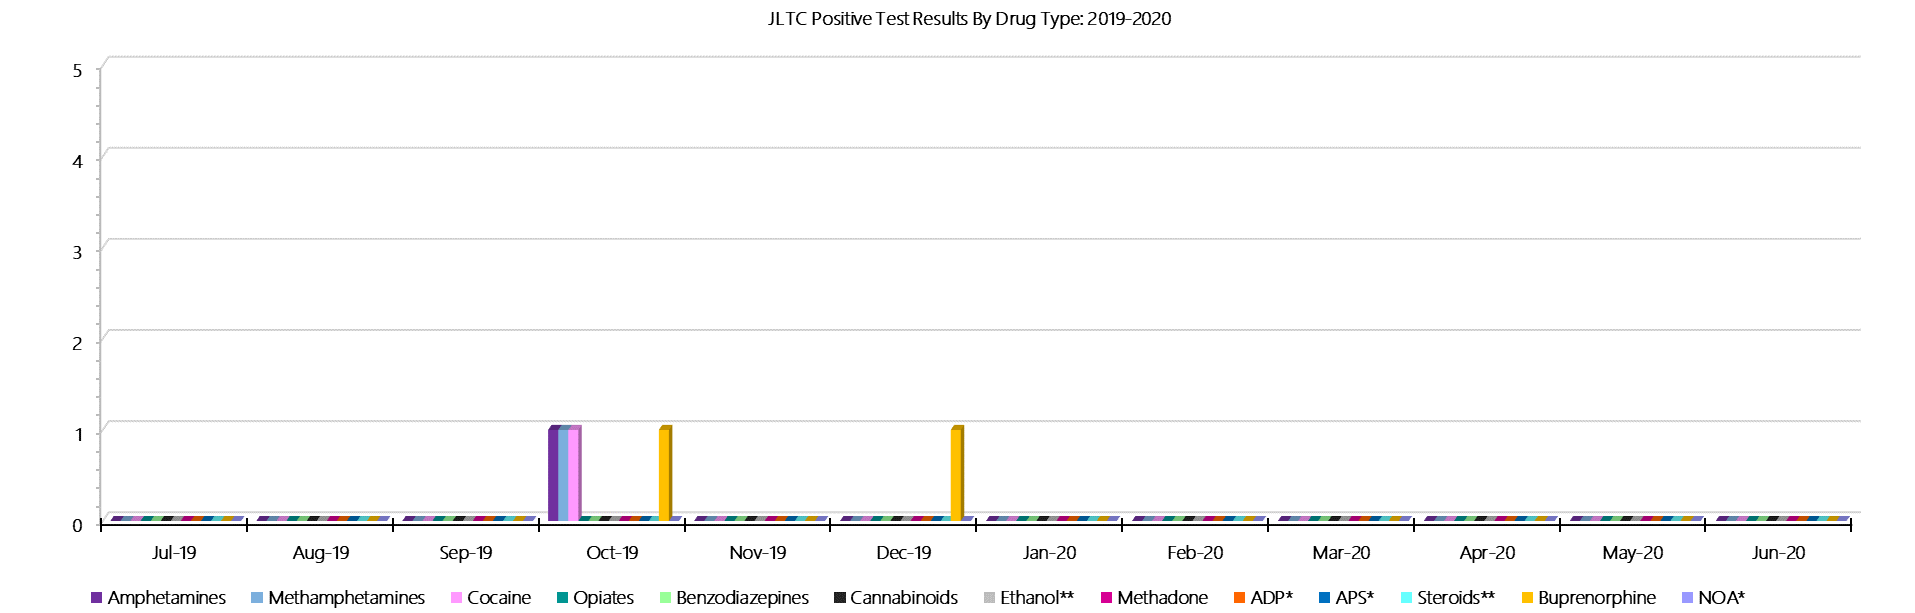 JLTC Positive Test Results By Drug Type: 2019-2020
5
4
3
2
1
0
Jul-19 Aug-19 Sep-19 Oct-19 Nov-19 Dec-19 Jan-20 Feb-20 Mar-20 Apr-20 May-20 Jun-20
Amphetamines Methamphetamines Cocaine Opiates Benzodiazepines Cannabinoids Ethanol** Methadone ADP* APS* Steroids** Buprenorphine NOA*